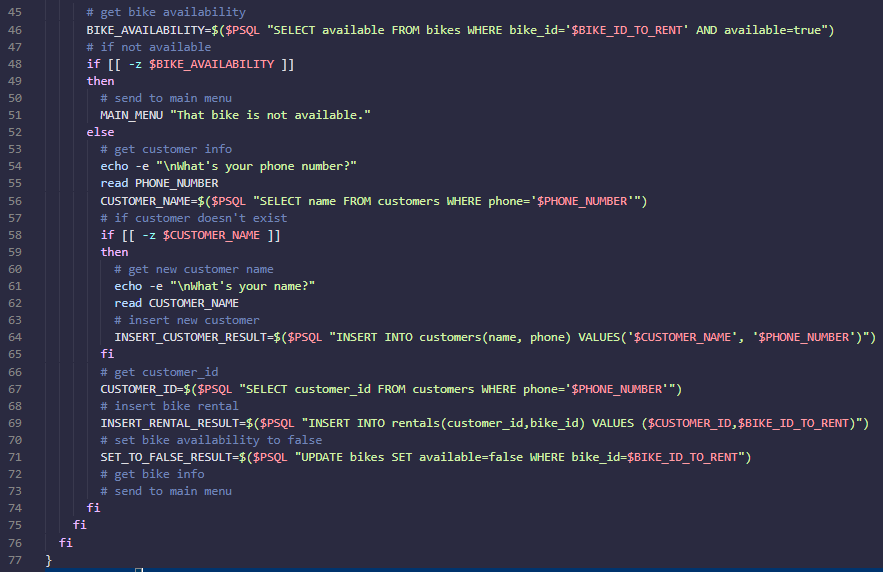 45 # get bike availability
46 BIKE_AVAILABILITY=$($PSQL "SELECT available FROM bikes WHERE bike_id='$BIKE_ID_TO_RENT' AND available=true")
47 # if not available
48 if [[ -z $BIKE_AVAILABILITY ]]
49 then
50 # send to main menu
51 MAIN_MENU "That bike is not available."
52 else
53 # get customer info
54 echo -e "\nWhat's your phone number?"
55 read PHONE_NUMBER
56 CUSTOMER_NAME=$($PSQL "SELECT name FROM customers WHERE phone='$PHONE_NUMBER'")
57 # if customer doesn't exist
58 if [[ -z $CUSTOMER_NAME ]]
59 then
60 # get new customer name
61 echo -e "\nWhat's your name?"
62 read CUSTOMER_NAME
63 # insert new customer
64 INSERT_CUSTOMER_RESULT=$($PSQL "INSERT INTO customers(name, phone) VALUES('$CUSTOMER_NAME', '$PHONE_NUMBER')")
65 fi
66 # get customer_id
67 CUSTOMER_ID=$($PSQL "SELECT customer_id FROM customers WHERE phone='$PHONE_NUMBER'")
68 # insert bike rental
69 INSERT_RENTAL_RESULT=$($PSQL "INSERT INTO rentals(customer_id,bike_id) VALUES ($CUSTOMER_ID,$BIKE_ID_TO_RENT)")
70 # set bike availability to false
71 SET_TO_FALSE_RESULT=$($PSQL "UPDATE bikes SET available=false WHERE bike_id=$BIKE_ID_TO_RENT")
72 # get bike info
73 # send to main menu
74 fi
75 fi
76 fi
77 }